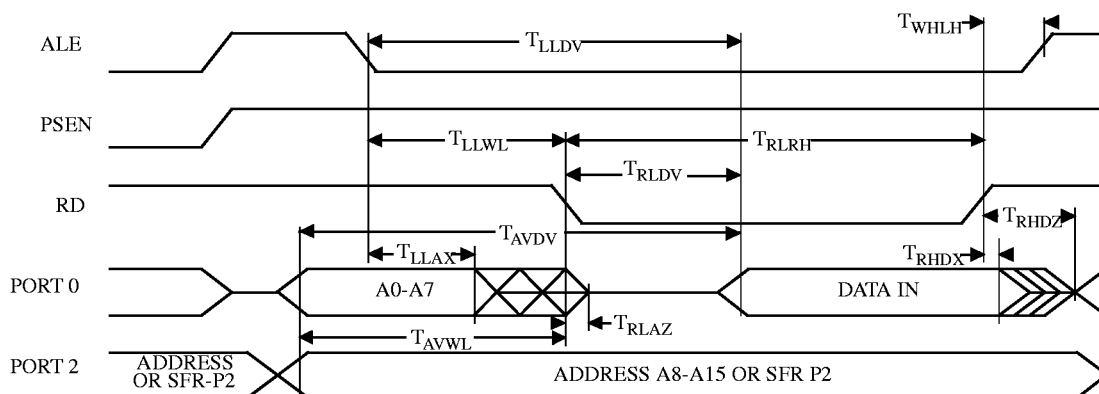 T_WHLH
ALE
T_LLDV
PSEN
T_LLWL
T_RLRH
T_RLDV
RD
T_RHDZ
T_AVDV
T_LLAX
T_RHDX
PORT 0
A0-A7
DATA IN
T_RLAZ
T_AVWL
PORT 2
ADDRESS
OR SFR-P2
ADDRESS A8-A15 OR SFR P2